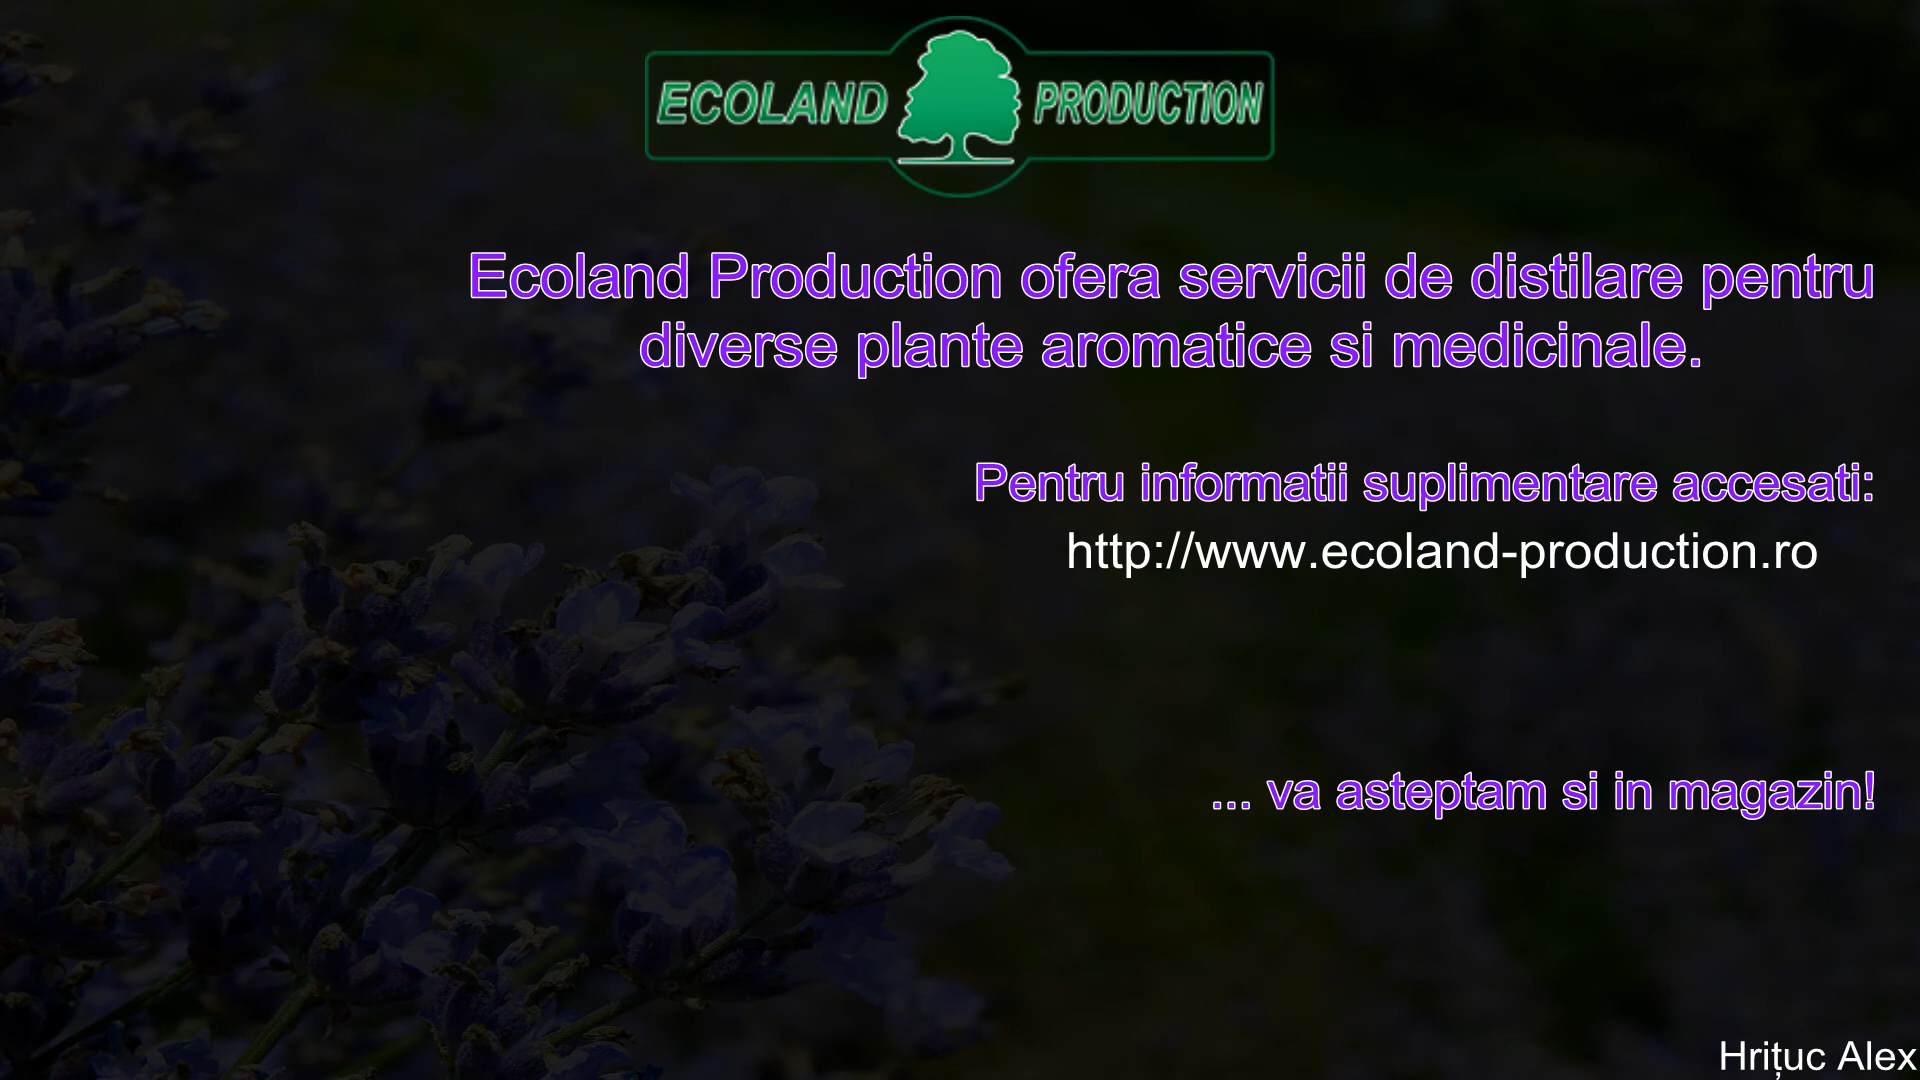 ECOLAND PRODUCTION
Ecoland Production ofera servicii de distilare pentru
diverse plante aromatice si medicinale.
Pentru informatii suplimentare accesati:
http://www.ecoland-production.ro
... va asteptam si in magazin!
Hrițuc Alex